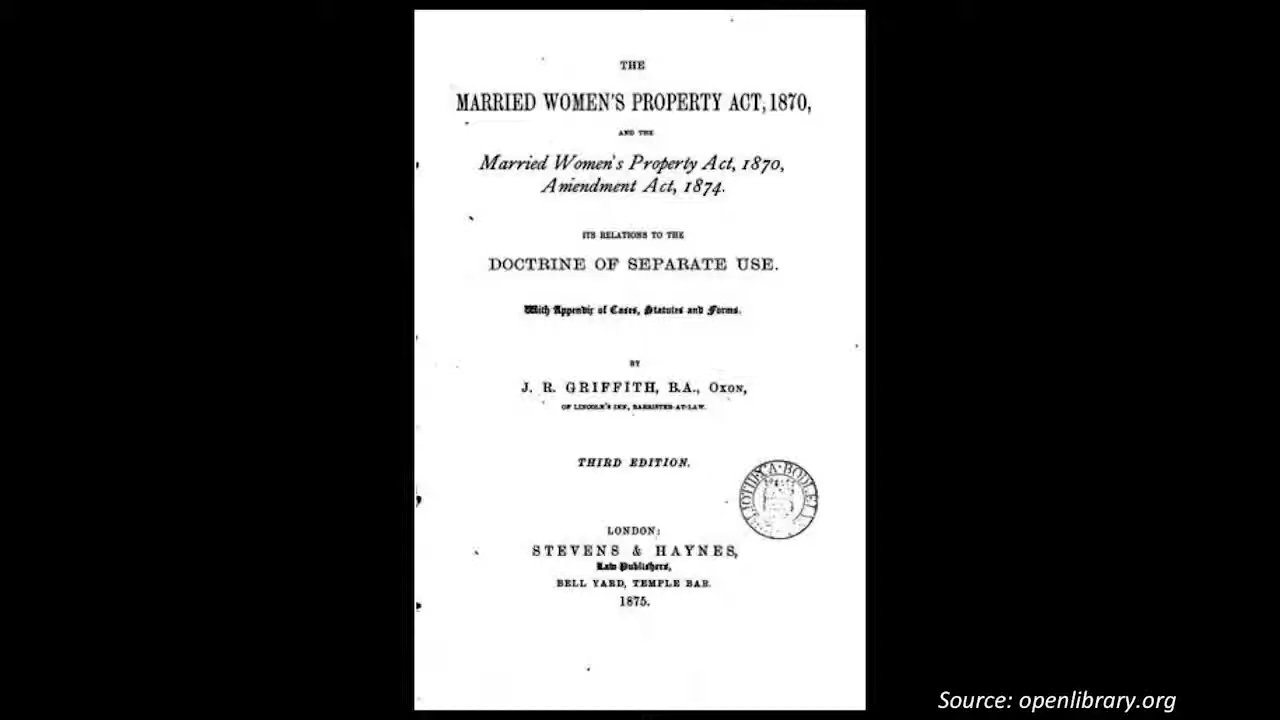 THE
MARRIED WOMEN'S PROPERTY ACT, 1870,
AND THE
Married Women's Property Act, 1870,
Amendment Act, 1874.
ITS RELATIONS TO THE
DOCTRINE OF SEPARATE USE.
With Appendix of Cases, Statutes and Forms.
BY
J. R. GRIFFITH, B.A., OXON,
OF LINCOLN'S INN, BARRISTER-AT-LAW.
THIRD EDITION.
LONDON:
STEVENS & HAYNES,
Law Publishers,
BELL YARD, TEMPLE BAR.
1875.
Source: openlibrary.org